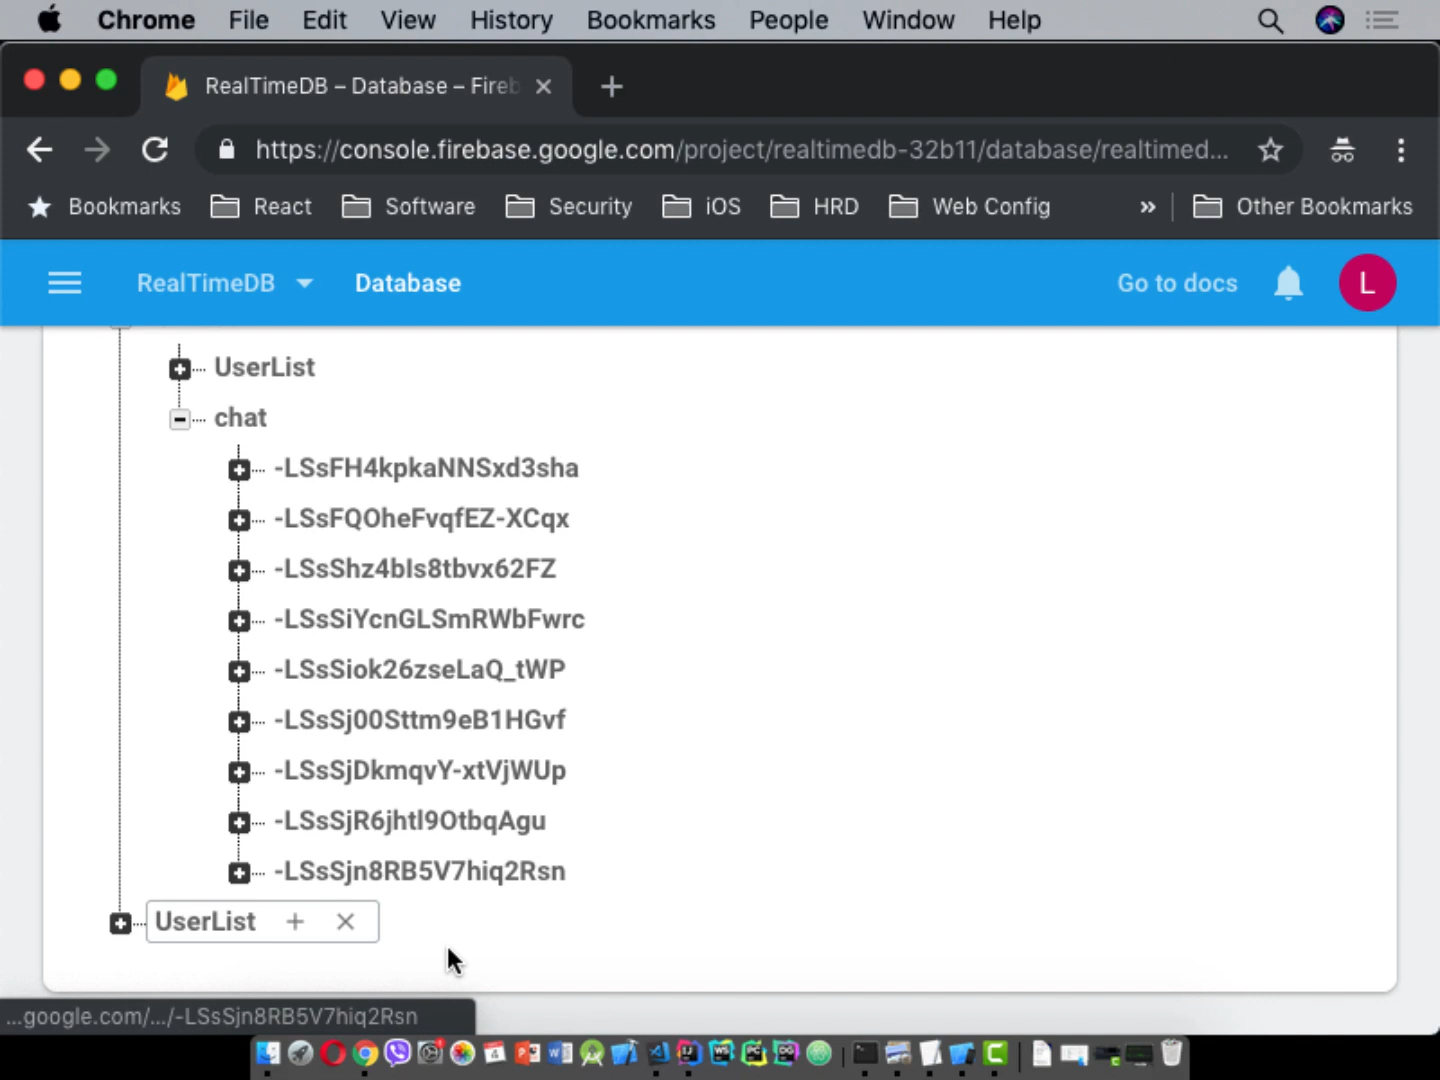 Chrome File Edit View History Bookmarks People Window Help
RealTimeDB – Database – Fireb
https://console.firebase.google.com/project/realtimedb-32b11/database/realtimed...
Bookmarks React Software Security iOS HRD Web Config » Other Bookmarks
RealTimeDB Database Go to docs L
UserList
chat
-LSsFH4kpkaNNSxd3sha
-LSsFQOheFvqfEZ-XCqx
-LSsShz4bIs8tbvx62FZ
-LSsSiYcnGLSmRWbFwrc
-LSsSiok26zseLaQ_tWP
-LSsSj00Sttm9eB1HGvf
-LSsSjDkmqvY-xtVjWUp
-LSsSjR6jhtl9OtbqAgu
-LSsSjn8RB5V7hiq2Rsn
UserList
...google.com/.../-LSsSjn8RB5V7hiq2Rsn